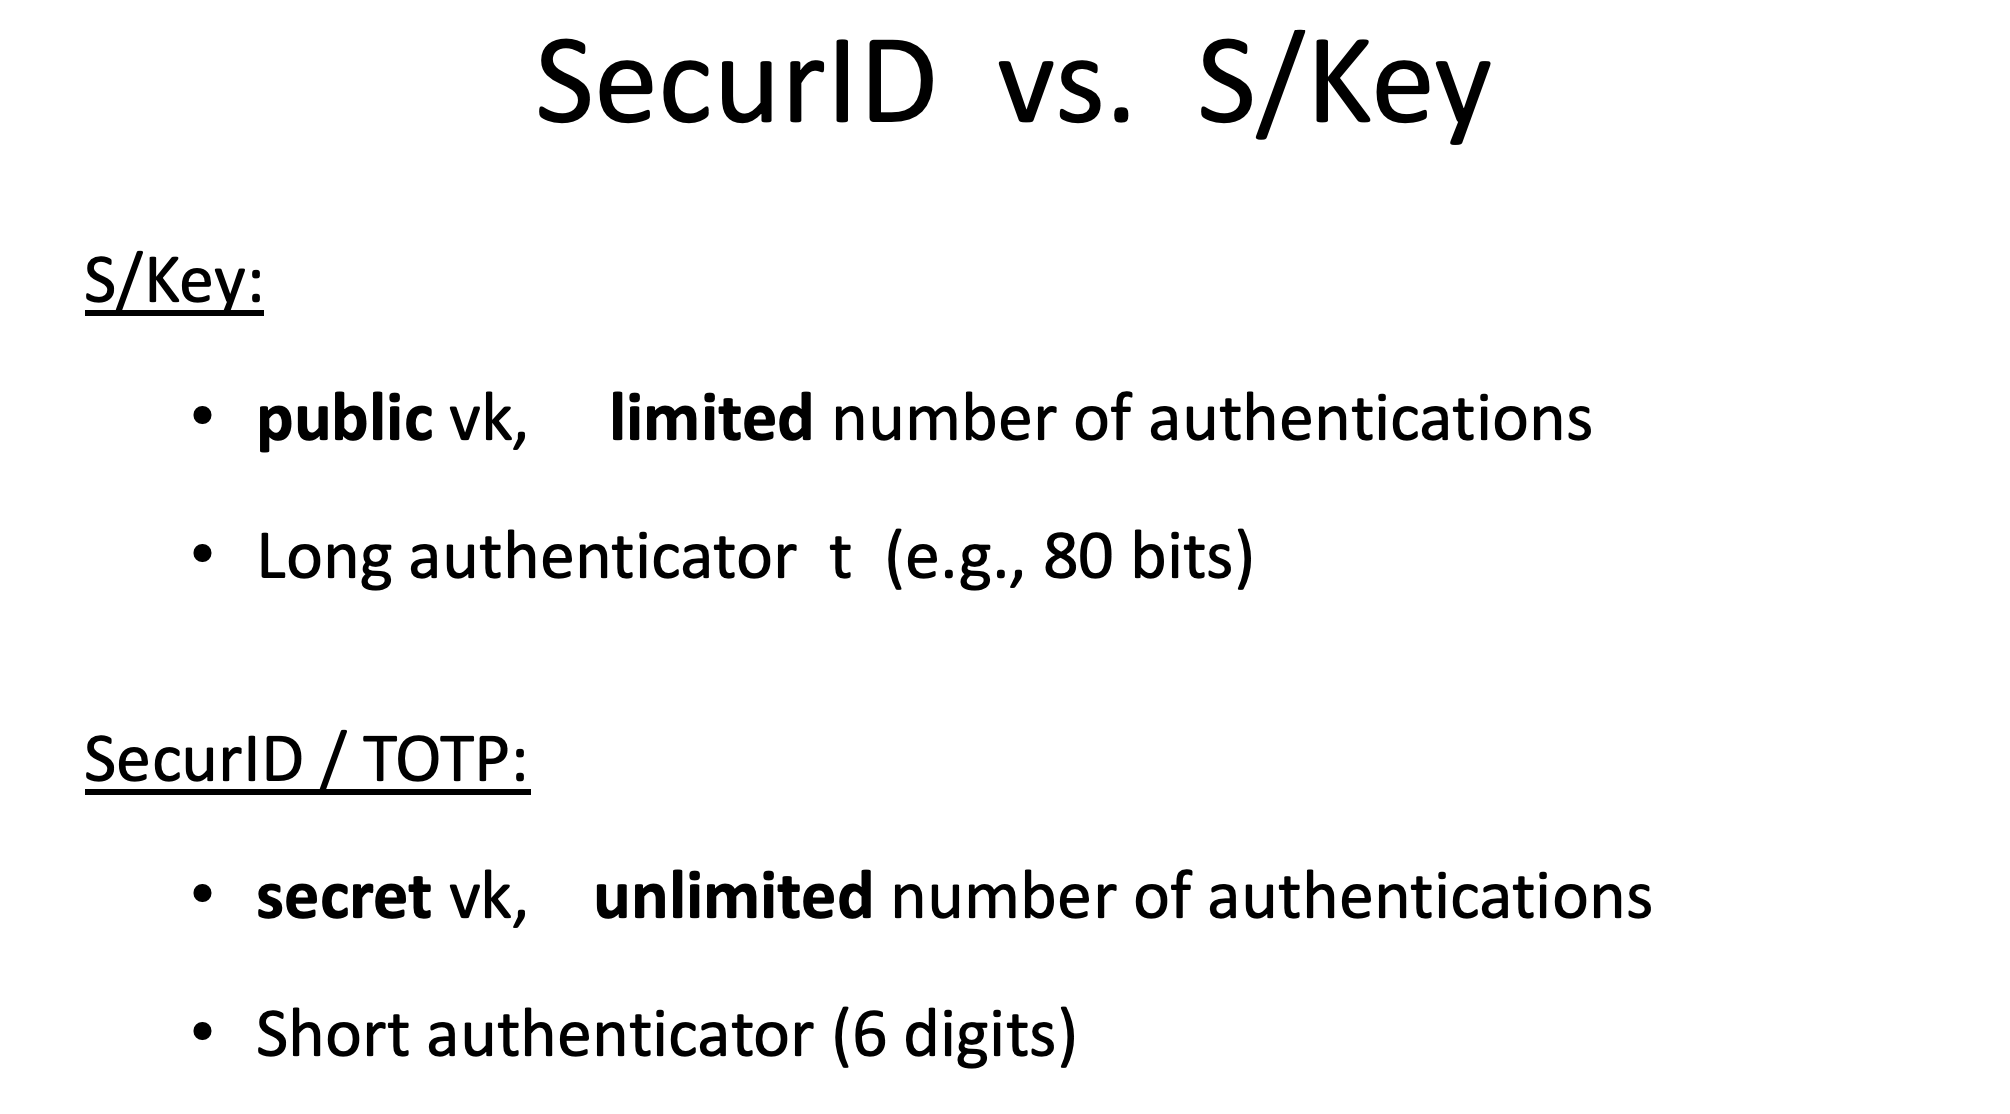 SecurID vs. S/Key
S/Key:
• public vk, limited number of authentications
• Long authenticator t (e.g., 80 bits)
SecurID / TOTP:
• secret vk, unlimited number of authentications
• Short authenticator (6 digits)